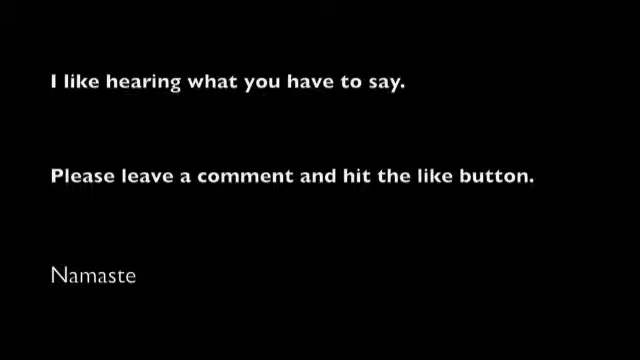 I like hearing what you have to say.
Please leave a comment and hit the like button.
Namaste